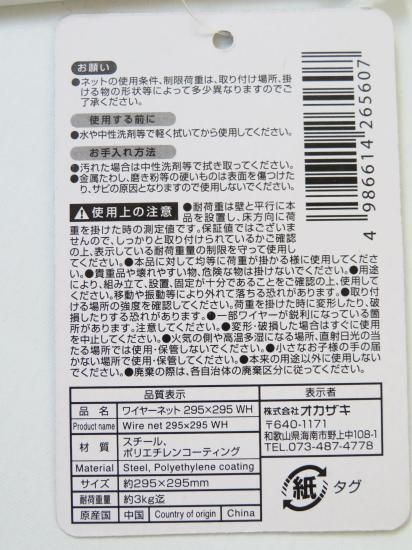 お願い
●ネットの使用条件、制限荷重は、取り付け場所、掛
ける物の形状等によって多少異なりますのでご
了承ください。
使用する前に
●水や中性洗剤等で軽く拭いてから使用してください。
お手入れ方法
●汚れた場合は中性洗剤等で拭き取ってください。
●金属たわし、磨き粉等の硬いものは表面を傷つけた
り、サビの原因となりますので使用しないでください。
使用上の注意 ●耐荷重は壁と平行に本
品を設置し、床方向に荷
重を掛けた時の測定値です。保証値ではございま
せんので、しっかりと取り付けられているかご確認
の上、表示している耐荷重量の制限を守って使用し
てください。●本品に対して均等に荷重が掛かる様に使用してくださ
い。●貴重品や壊れやすい物、危険な物は掛けないでください。●用途
により、組み立て、設置、固定が十分であることをご確認の上、使用して
ください。移動や振動等により外れて落ちる恐れがあります。●取り付け
る場所の強度をご確認ください。荷重を掛けた時に変形したり、破
損したりする恐れがあります。●一部ワイヤーが鋭利になっている箇
所があります。注意してください。●変形・破損した場合はすぐに使用
を中止してください。●火気の側や高温多湿になる場所、直射日光の当
たる場所では使用・保管しないでください。●小さなお子様の手の届か
ない場所で使用・保管してください。●本来の用途以外に使用しない
でください。●廃棄の際は、各自治体の廃棄区分に従ってください。
4 986614 265607
品質表示
品 名 ワイヤーネット 295×295 WH
Product name Wire net 295×295 WH
材 質 スチール、
ポリエチレンコーティング
Material Steel, Polyethylene coating
サイズ 約295×295mm
耐荷重量 約3kg迄
原産国 中国 Country of origin China
表示者
株式会社オカザキ
〒640-1171
和歌山県海南市野上中108-1
TEL.073-487-4778
紙 タグ